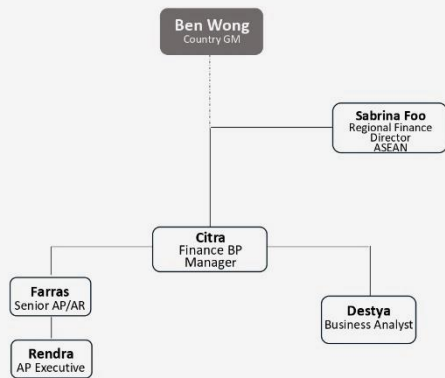 Ben Wong
Country GM
Sabrina Foo
Regional Finance
Director
ASEAN
Citra
Finance BP
Manager
Farras
Senior AP/AR
Destya
Business Analyst
Rendra
AP Executive